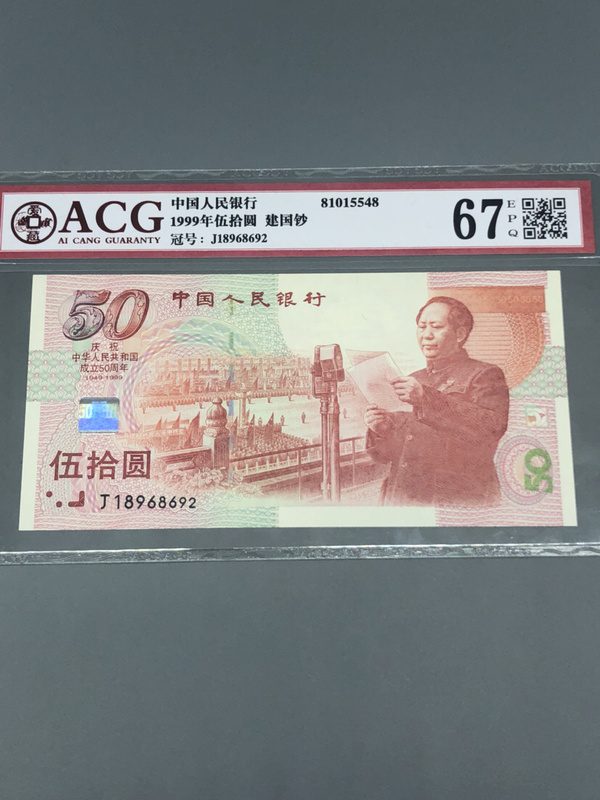 ACG
AI CANG GUARANTY
中国人民银行 81015548
1999年伍拾圆 建国钞
冠号：J18968692
67
EPQ
50
中国人民银行
庆祝
中华人民共和国
成立50周年
1949-1999
伍拾圆
J18968692
50